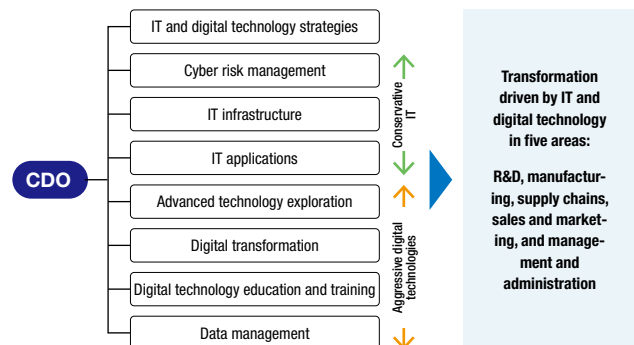 IT and digital technology strategies
Cyber risk management
IT infrastructure
IT applications
CDO
Advanced technology exploration
Digital transformation
Digital technology education and training
Data management
Conservative
IT
Aggressive digital
technologies
Transformation
driven by IT and
digital technology
in five areas:
R&D, manufactur-
ing, supply chains,
sales and market-
ing, and manage-
ment and
administration